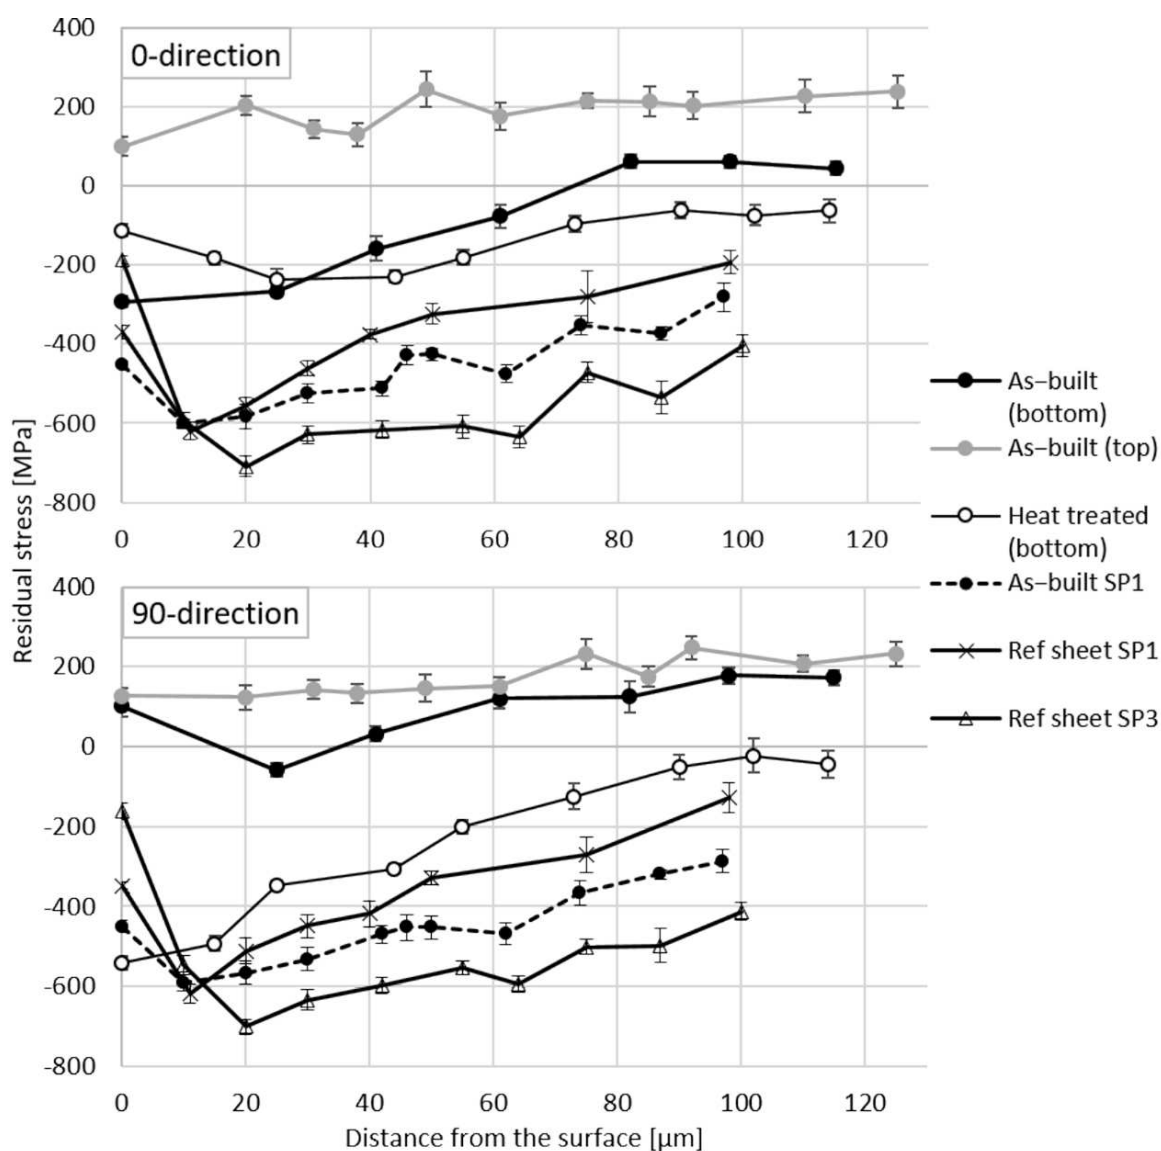 400
0-direction
200
0
-200
-400
-600
-800
0 20 40 60 80 100 120
Residual stress [MPa]
As–built
(bottom)
As–built (top)
Heat treated
(bottom)
As–built SP1
Ref sheet SP1
Ref sheet SP3
400
90-direction
200
0
-200
-400
-600
-800
0 20 40 60 80 100 120
Distance from the surface [µm]